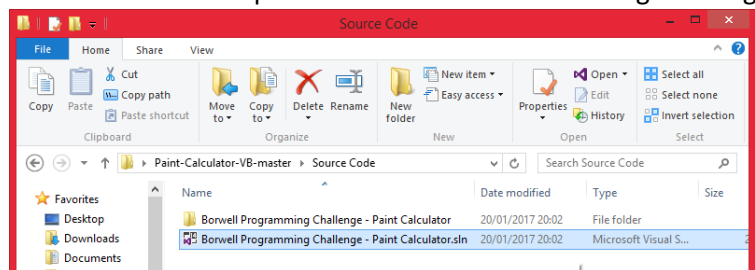 Source Code
File Home Share View
Copy
Paste
Cut
Copy path
Paste shortcut
Move to
Copy to
Delete
Rename
New folder
New item
Easy access
Properties
Open
Edit
History
Select all
Select none
Invert selection
Clipboard Organize New Open Select
Paint-Calculator-VB-master Source Code
Search Source Code
Favorites
Desktop
Downloads
Documents
Name Date modified Type Size
Borwell Programming Challenge - Paint Calculator 20/01/2017 20:02 File folder
Borwell Programming Challenge - Paint Calculator.sln 20/01/2017 20:02 Microsoft Visual S... 2